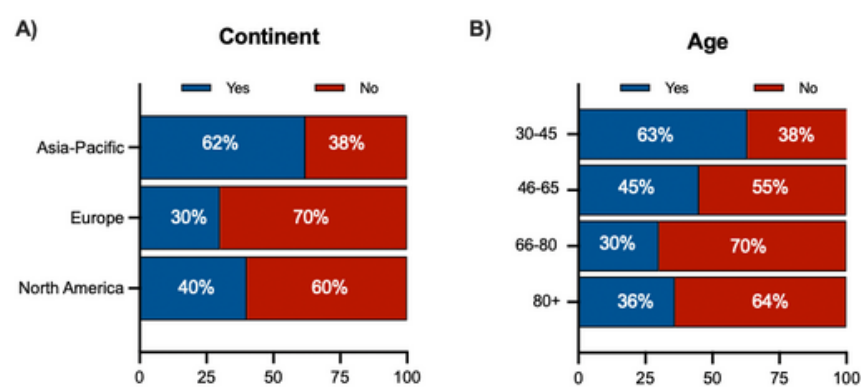 A)
Continent
Yes No
Asia-Pacific 62% 38%
Europe 30% 70%
North America 40% 60%
0 25 50 75 100
B)
Age
Yes No
30-45 63% 38%
46-65 45% 55%
66-80 30% 70%
80+ 36% 64%
0 25 50 75 100